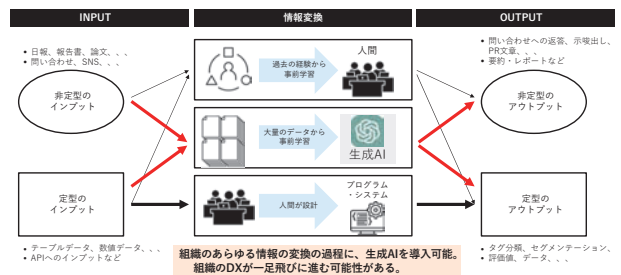 INPUT
情報変換
OUTPUT
• 日報、報告書、論文、、、
• 問い合わせ、SNS、、、
非定型の
インプット
定型の
インプット
• テーブルデータ、数値データ、、、
• APIへのインプットなど
過去の経験から
事前学習
人間
大量のデータから
事前学習
生成AI
人間が設計
プログラム
・システム
• 問い合わせへの返答、示唆出し、
PR文章、、、
• 要約・レポートなど
非定型の
アウトプット
定型の
アウトプット
• タグ分類、セグメンテーション、
評価値、データ、、、
組織のあらゆる情報の変換の過程に、生成AIを導入可能。
組織のDXが一足飛びに進む可能性がある。